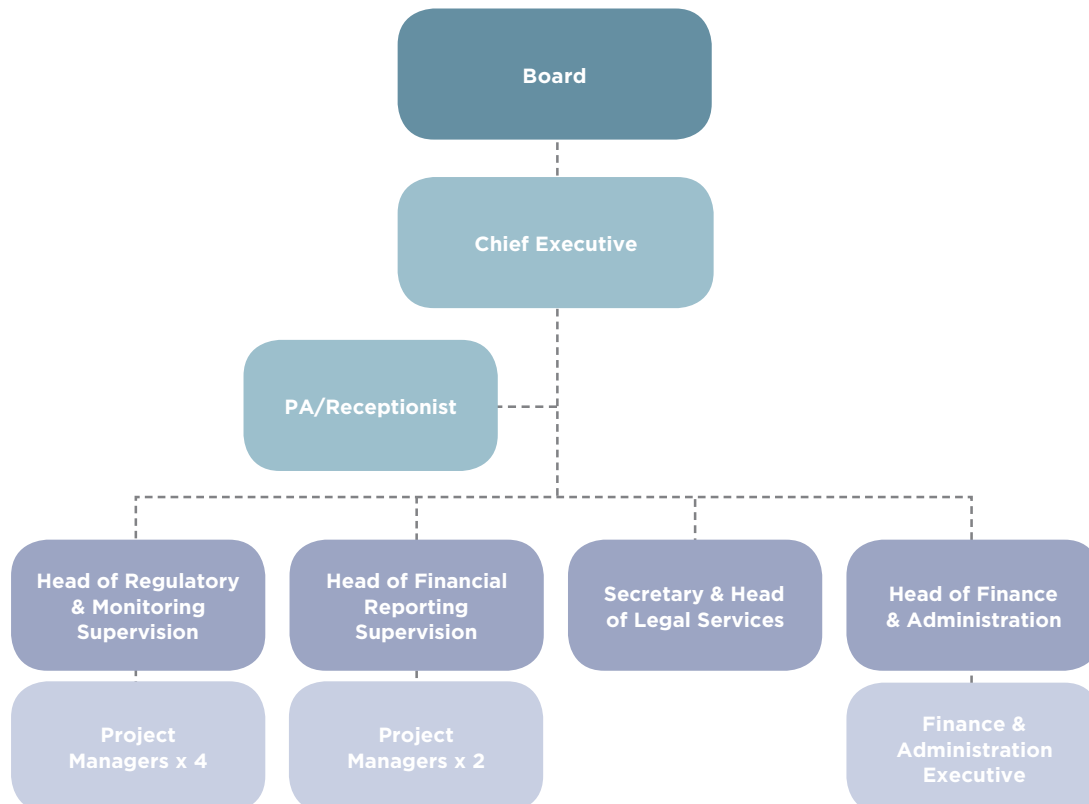 Board
Chief Executive
PA/Receptionist
Head of Regulatory
& Monitoring
Supervision
Head of Financial
Reporting
Supervision
Secretary & Head
of Legal Services
Head of Finance
& Administration
Project
Managers x 4
Project
Managers x 2
Finance &
Administration
Executive